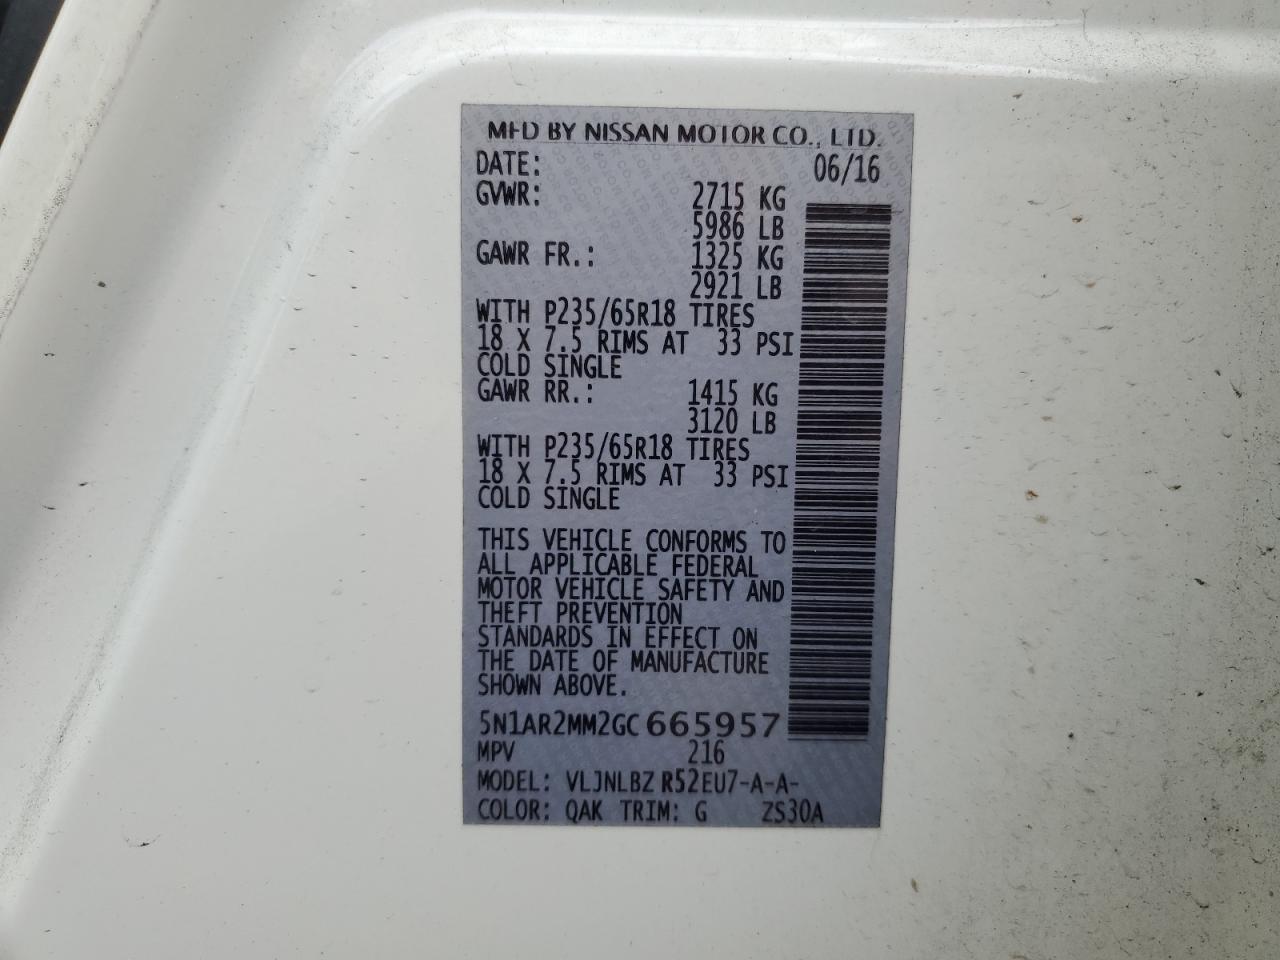 MFD BY NISSAN MOTOR CO., LTD.
DATE: 06/16
GVWR: 2715 KG
5986 LB
GAWR FR.: 1325 KG
2921 LB
WITH P235/65R18 TIRES
18 X 7.5 RIMS AT 33 PSI
COLD SINGLE
GAWR RR.: 1415 KG
3120 LB
WITH P235/65R18 TIRES
18 X 7.5 RIMS AT 33 PSI
COLD SINGLE
THIS VEHICLE CONFORMS TO
ALL APPLICABLE FEDERAL
MOTOR VEHICLE SAFETY AND
THEFT PREVENTION
STANDARDS IN EFFECT ON
THE DATE OF MANUFACTURE
SHOWN ABOVE.
5N1AR2MM2GC665957
MPV 216
MODEL: VLJNLBZ R52EU7-A-A-
COLOR: QAK TRIM: G ZS30A